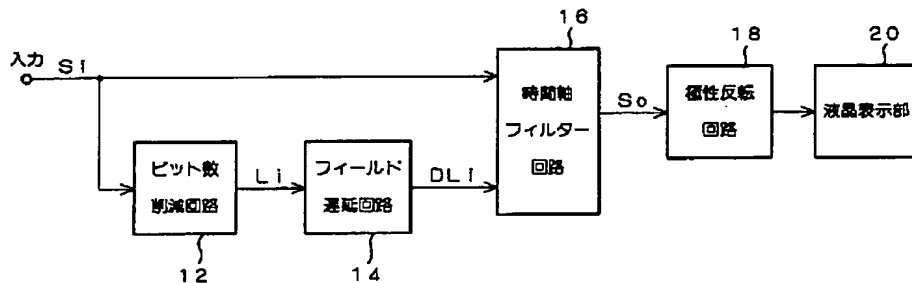 16
18
20
入力
Si
時間軸
フィルター
回路
So
極性反転
回路
液晶表示部
ビット数
削減回路
Li
フィールド
遅延回路
DLi
12
14